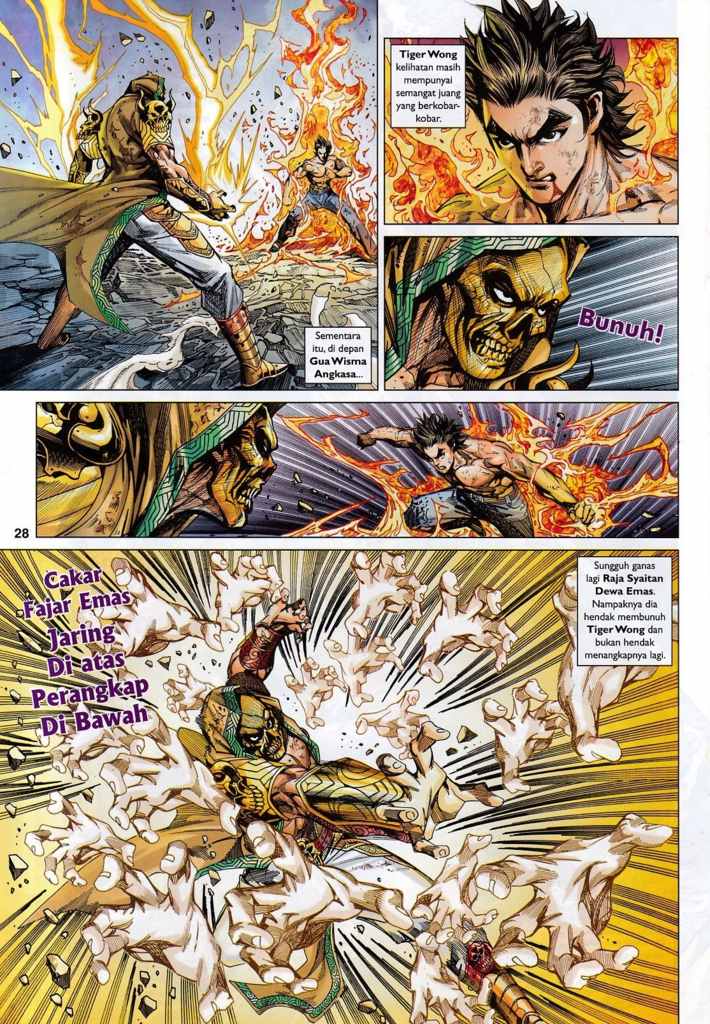 Sementara
itu, di depan
Gua Wisma
Angkasa...
Tiger Wong
kelihatan masih
mempunyai
semangat juang
yang berkobar-
kobar.
Bunuh!
28
Cakar
Fajar Emas
Jaring
Di atas
Perangkap
Di Bawah
Sungguh ganas
lagi Raja Syaitan
Dewa Emas.
Nampaknya dia
hendak membunuh
Tiger Wong dan
bukan hendak
menangkapnya lagi.